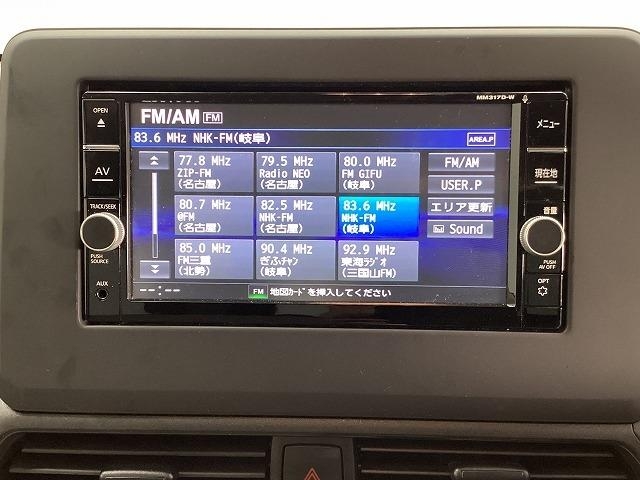 MM317D-W
OPEN
AV
TRACK/SEEK
PUSH SOURCE
AUX
FM/AM FM
83.6 MHz NHK-FM(岐阜) AREA.P
77.8 MHz
ZIP-FM
(名古屋)
79.5 MHz
Radio NEO
(名古屋)
80.0 MHz
FM GIFU
(岐阜)
FM/AM
USER.P
80.7 MHz
@FM
(名古屋)
82.5 MHz
NHK-FM
(名古屋)
83.6 MHz
NHK-FM
(岐阜)
エリア更新
Sound
85.0 MHz
FM三重
(北勢)
90.4 MHz
ぎふチャン
(岐阜)
92.9 MHz
東海ラジオ
(三国山FM)
--:--
FM 地図カードを挿入してください
メニュー
現在地
音量
PUSH AV OFF
OPT